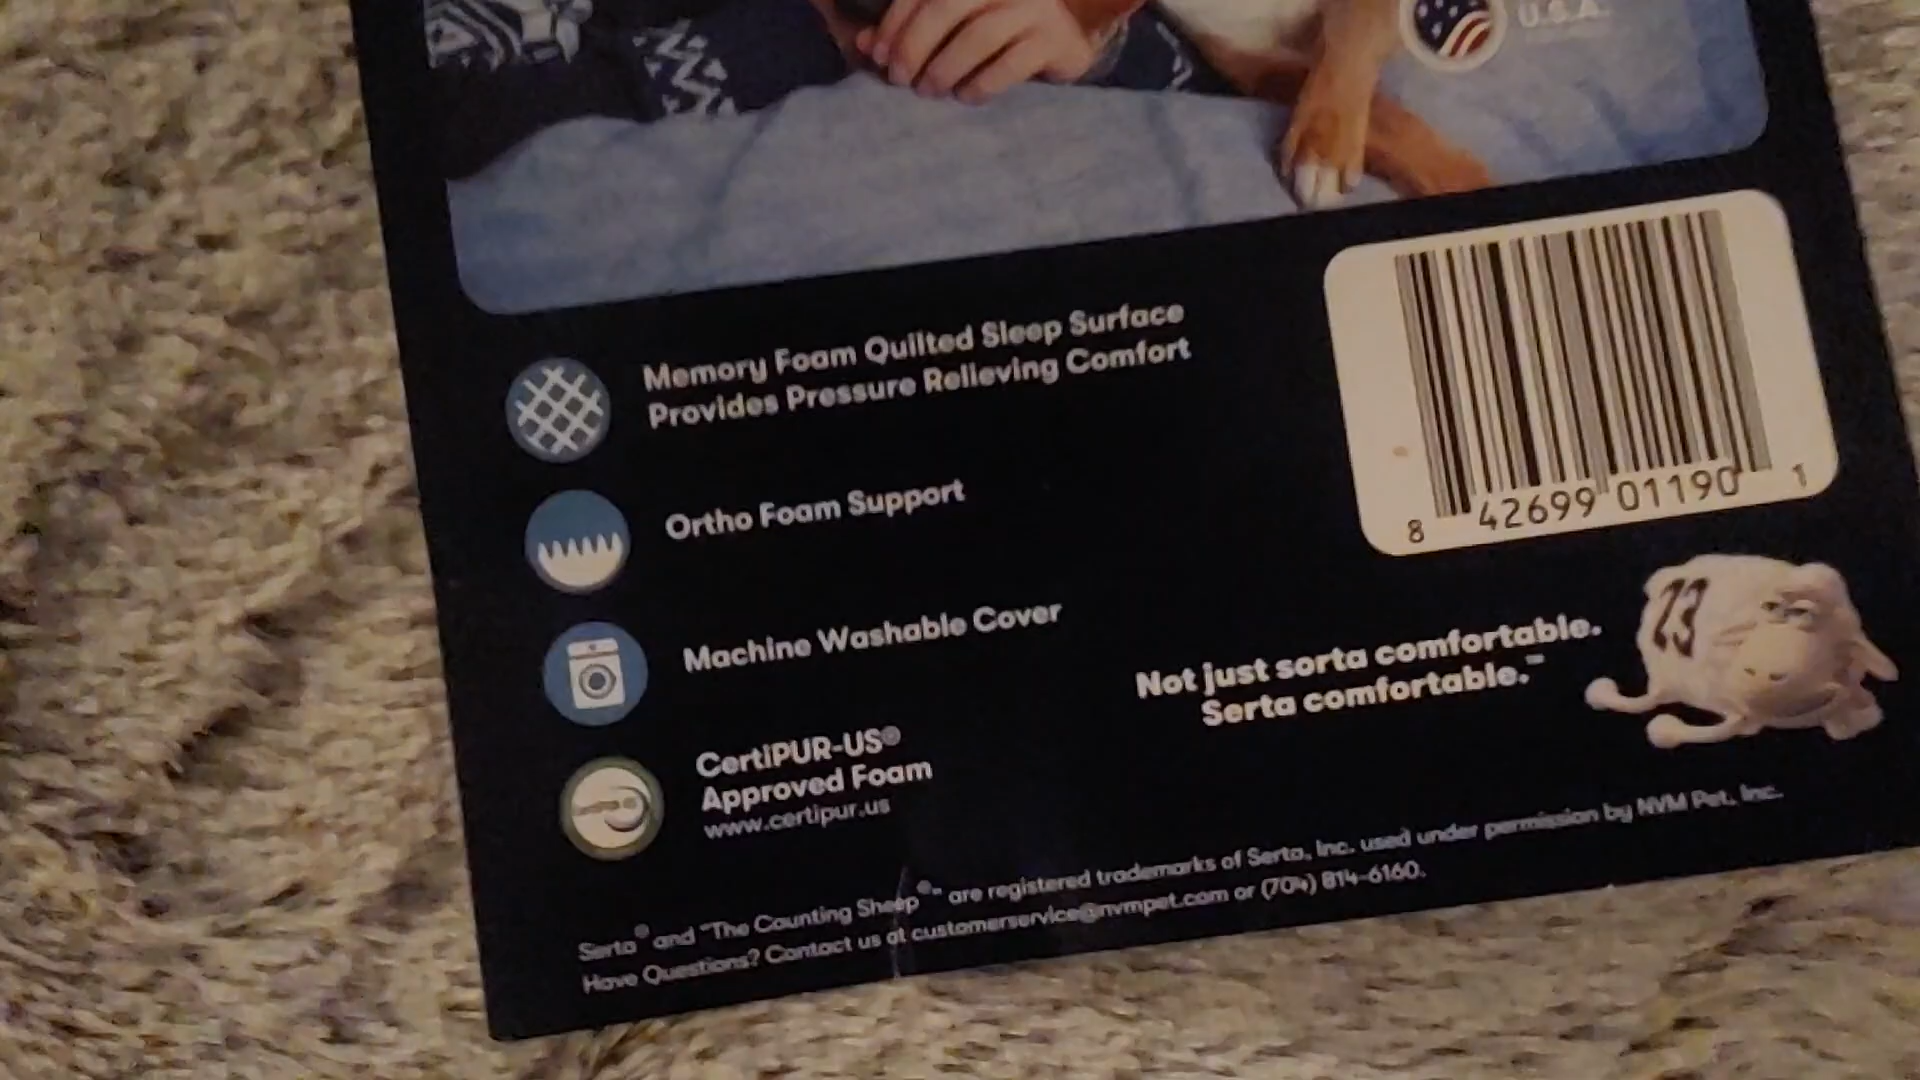 U.S.A.
Memory Foam Quilted Sleep Surface
Provides Pressure Relieving Comfort
Ortho Foam Support
Machine Washable Cover
CertiPUR-US®
Approved Foam
www.certipur.us
8 42699 01190 1
23
Not just sorta comfortable.
Serta comfortable.™
Serta® and "The Counting Sheep®" are registered trademarks of Serta, Inc. used under permission by NVM Pet, Inc.
Have Questions? Contact us at customerservice@nvmpet.com or (704) 814-6160.